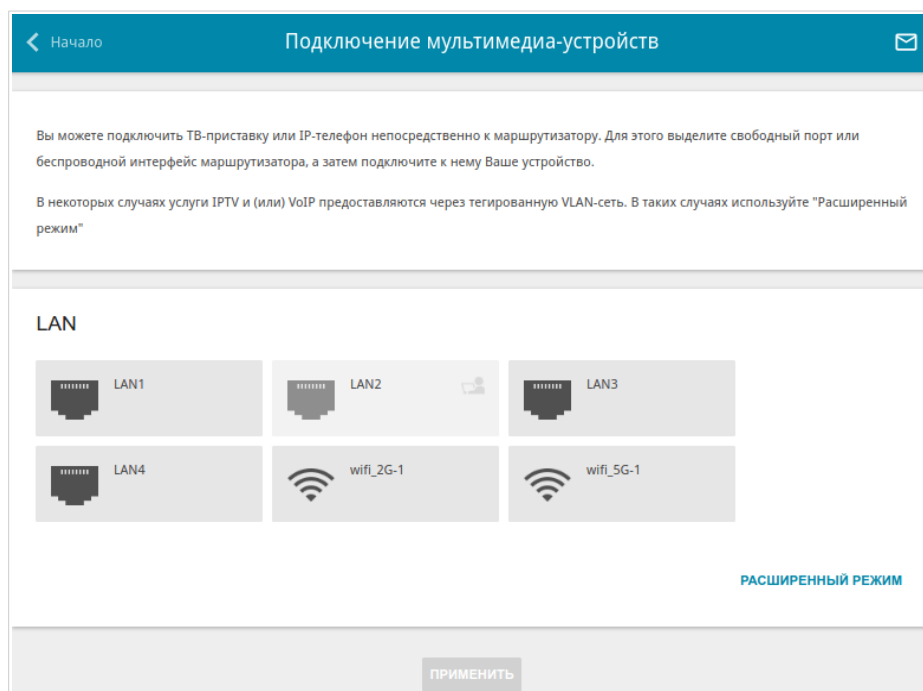 Начало
Подключение мультимедиа-устройств
Вы можете подключить ТВ-приставку или IP-телефон непосредственно к маршрутизатору. Для этого выделите свободный порт или
беспроводной интерфейс маршрутизатора, а затем подключите к нему Ваше устройство.
В некоторых случаях услуги IPTV и (или) VoIP предоставляются через тегированную VLAN-сеть. В таких случаях используйте "Расширенный
режим"
LAN
LAN1
LAN2
LAN3
LAN4
wifi_2G-1
wifi_5G-1
РАСШИРЕННЫЙ РЕЖИМ
ПРИМЕНИТЬ